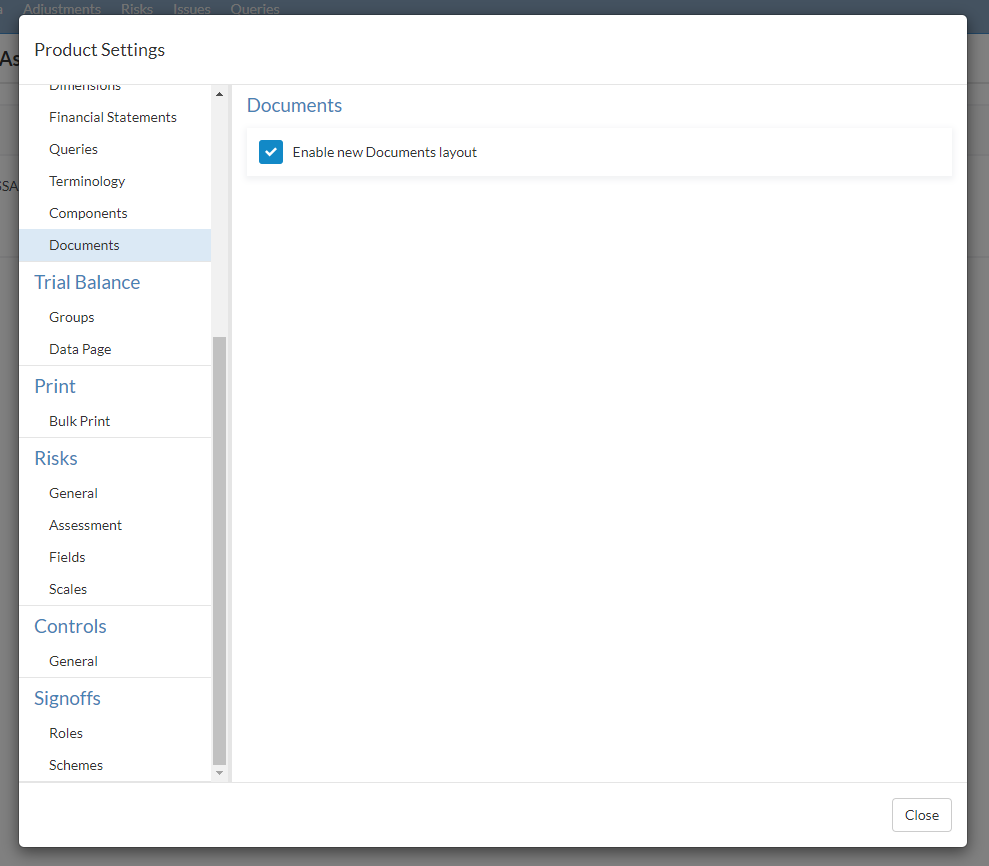 Adjustments Risks Issues Queries
Product Settings
As
Dimensions
Financial Statements
Queries
Terminology
Components
Documents
Trial Balance
Groups
Data Page
Print
Bulk Print
Risks
General
Assessment
Fields
Scales
Controls
General
Signoffs
Roles
Schemes
Documents
Enable new Documents layout
Close